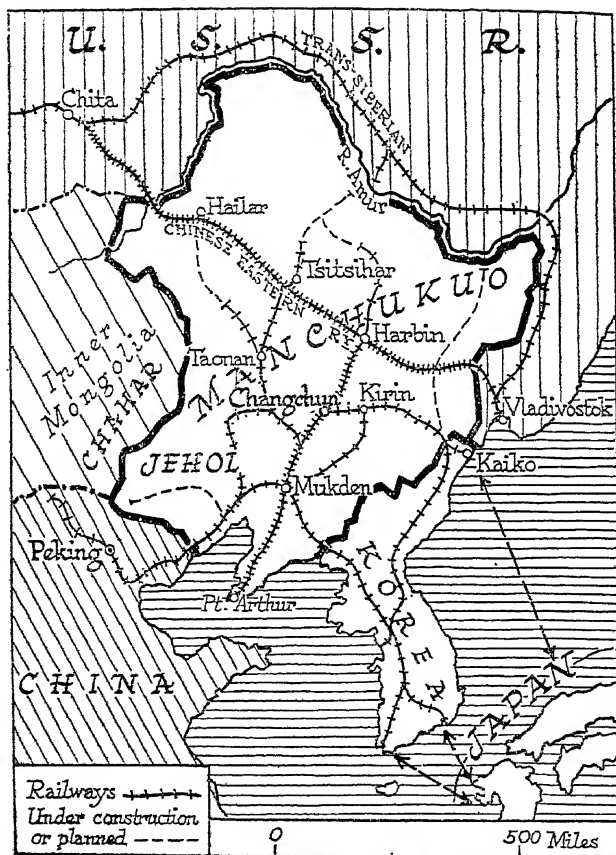 U. S. S. R.
TRANS-SIBERIAN
Chita
R. Amur
Hailar
CHINESE EASTERN RY
Tsitsihar
MANCHUKUO
Harbin
Inner
Mongolia
CHAHAR
Taonan
Changchun
Kirin
Vladivostok
JEHOL
Kaiko
Mukden
Peking
Pt. Arthur
KOREA
CHINA
JAPAN
Railways
Under construction
or planned
0 500 Miles